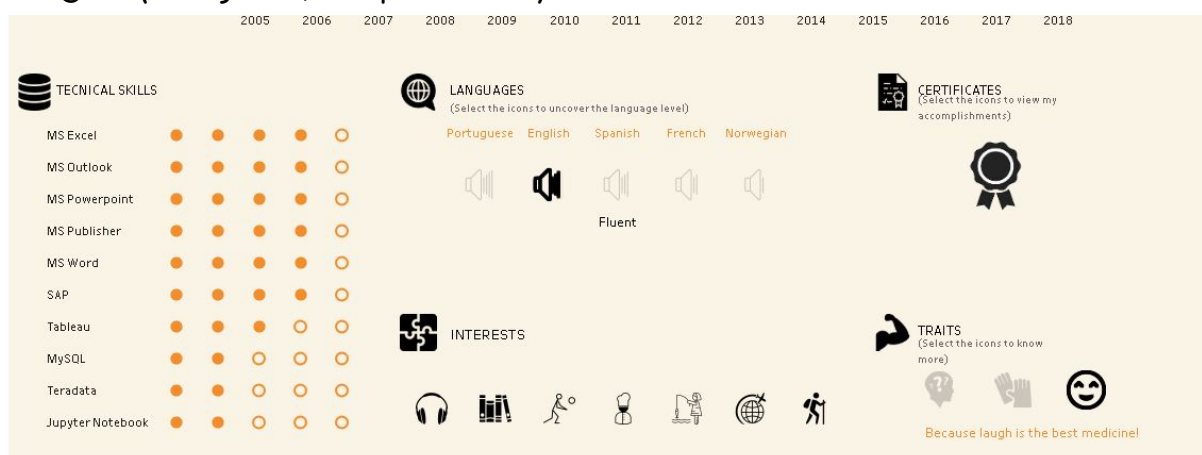 2005 2006 2007 2008 2009 2010 2011 2012 2013 2014 2015 2016 2017 2018
TECNICAL SKILLS
MS Excel
MS Outlook
MS Powerpoint
MS Publisher
MS Word
SAP
Tableau
MySQL
Teradata
Jupyter Notebook
LANGUAGES
(Select the icons to uncover the language level)
Portuguese English Spanish French Norwegian
Fluent
INTERESTS
CERTIFICATES
(Select the icons to view my
accomplishments)
TRAITS
(Select the icons to know
more)
??
Because laugh is the best medicine!